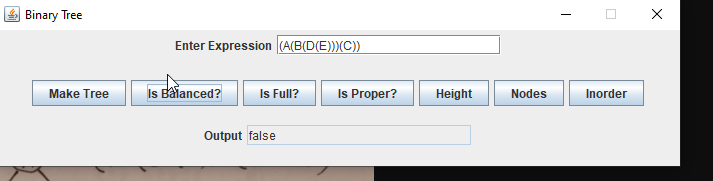 Binary Tree
Enter Expression (A(B(D(E)))(C))
Make Tree Is Balanced? Is Full? Is Proper? Height Nodes Inorder
Output false